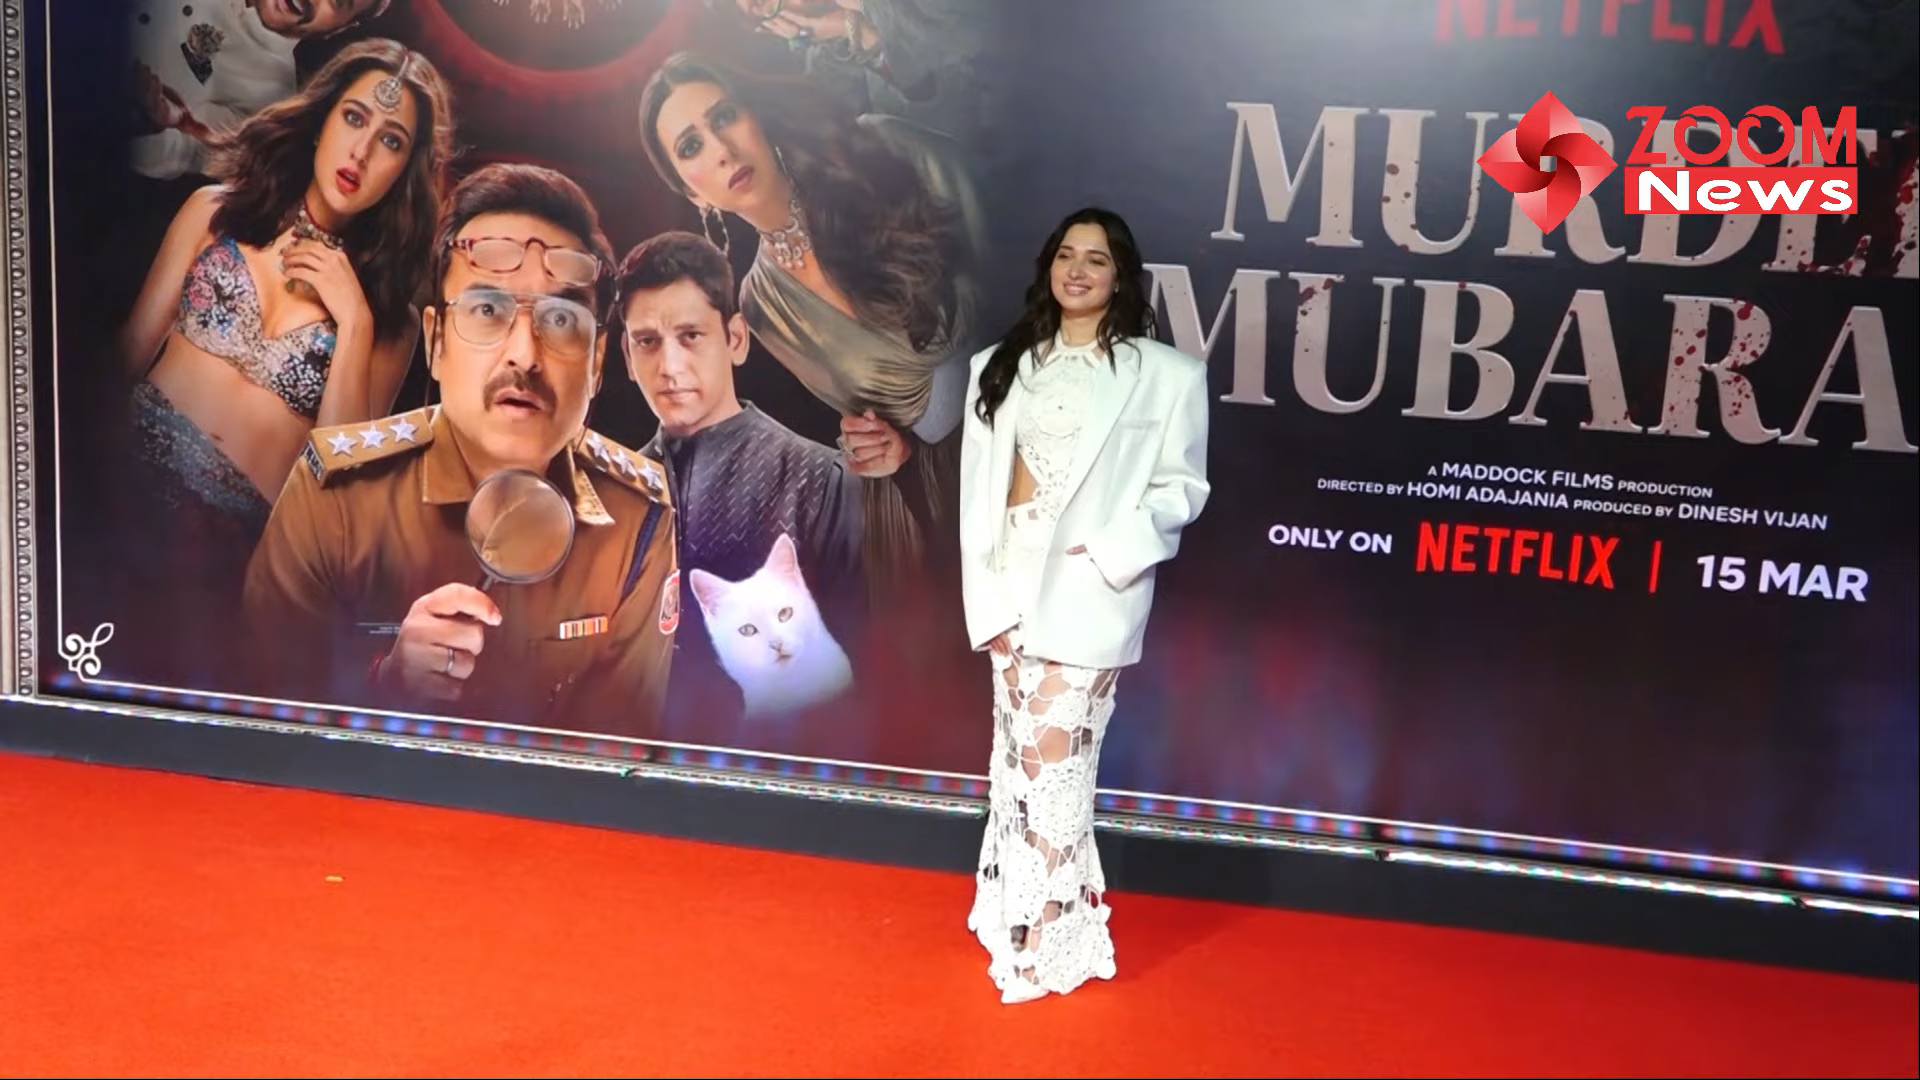 NETFLIX
ZOOM
News
MURDE
MUBARA
A MADDOCK FILMS PRODUCTION
DIRECTED BY HOMI ADAJANIA PRODUCED BY DINESH VIJAN
ONLY ON NETFLIX | 15 MAR